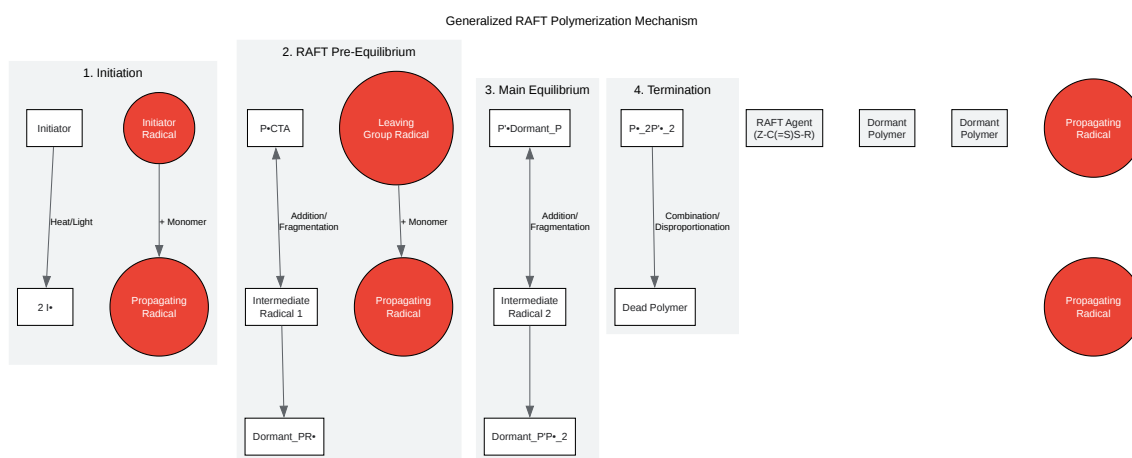 Generalized RAFT Polymerization Mechanism
1. Initiation
Initiator
Initiator
Radical
Heat/Light
+ Monomer
2 I•
Propagating
Radical
2. RAFT Pre-Equilibrium
P•CTA
Leaving
Group Radical
Addition/
Fragmentation
+ Monomer
Intermediate
Radical 1
Propagating
Radical
Dormant_PR•
3. Main Equilibrium
P'•Dormant_P
Addition/
Fragmentation
Intermediate
Radical 2
Dormant_P'P•_2
4. Termination
P•_2P'•_2
Combination/
Disproportionation
Dead Polymer
RAFT Agent
(Z-C(=S)S-R)
Dormant
Polymer
Dormant
Polymer
Propagating
Radical
Propagating
Radical